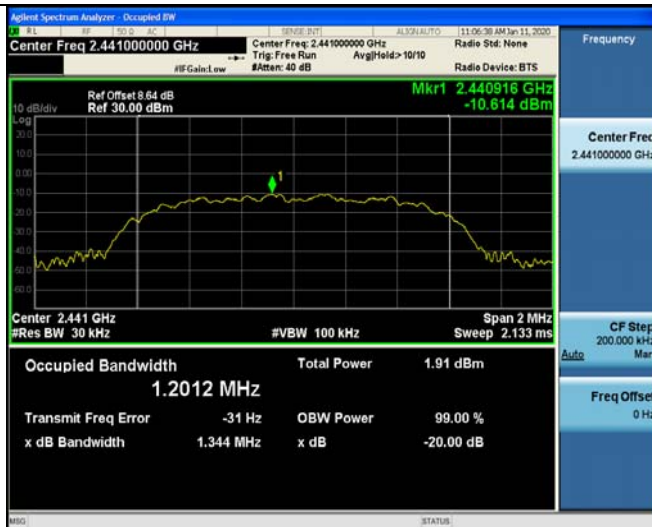 Agilent Spectrum Analyzer - Occupied BW
RL RF 50 Ω AC SENSE:INT ALIGN AUTO 11:06:38 AM Jan 11, 2020
Center Freq 2.441000000 GHz
Center Freq: 2.441000000 GHz
Radio Std: None
Trig: Free Run Avg|Hold:> 10/10
#IFGain:Low #Atten: 40 dB Radio Device: BTS
Frequency
Ref Offset 8.64 dB
Mkr1 2.440916 GHz
10 dB/div Ref 30.00 dBm -10.614 dBm
Log
20.0
10.0
0.00
-10.0
20.0
30.0
40.0
50.0
60.0
1
Center 2.441 GHz Span 2 MHz
#Res BW 30 kHz #VBW 100 kHz Sweep 2.133 ms
Occupied Bandwidth Total Power 1.91 dBm
1.2012 MHz
Transmit Freq Error -31 Hz OBW Power 99.00 %
x dB Bandwidth 1.344 MHz x dB -20.00 dB
Center Freq
2.441000000 GHz
CF Step
200.000 kHz
Auto Man
Freq Offset
0 Hz
MSG STATUS